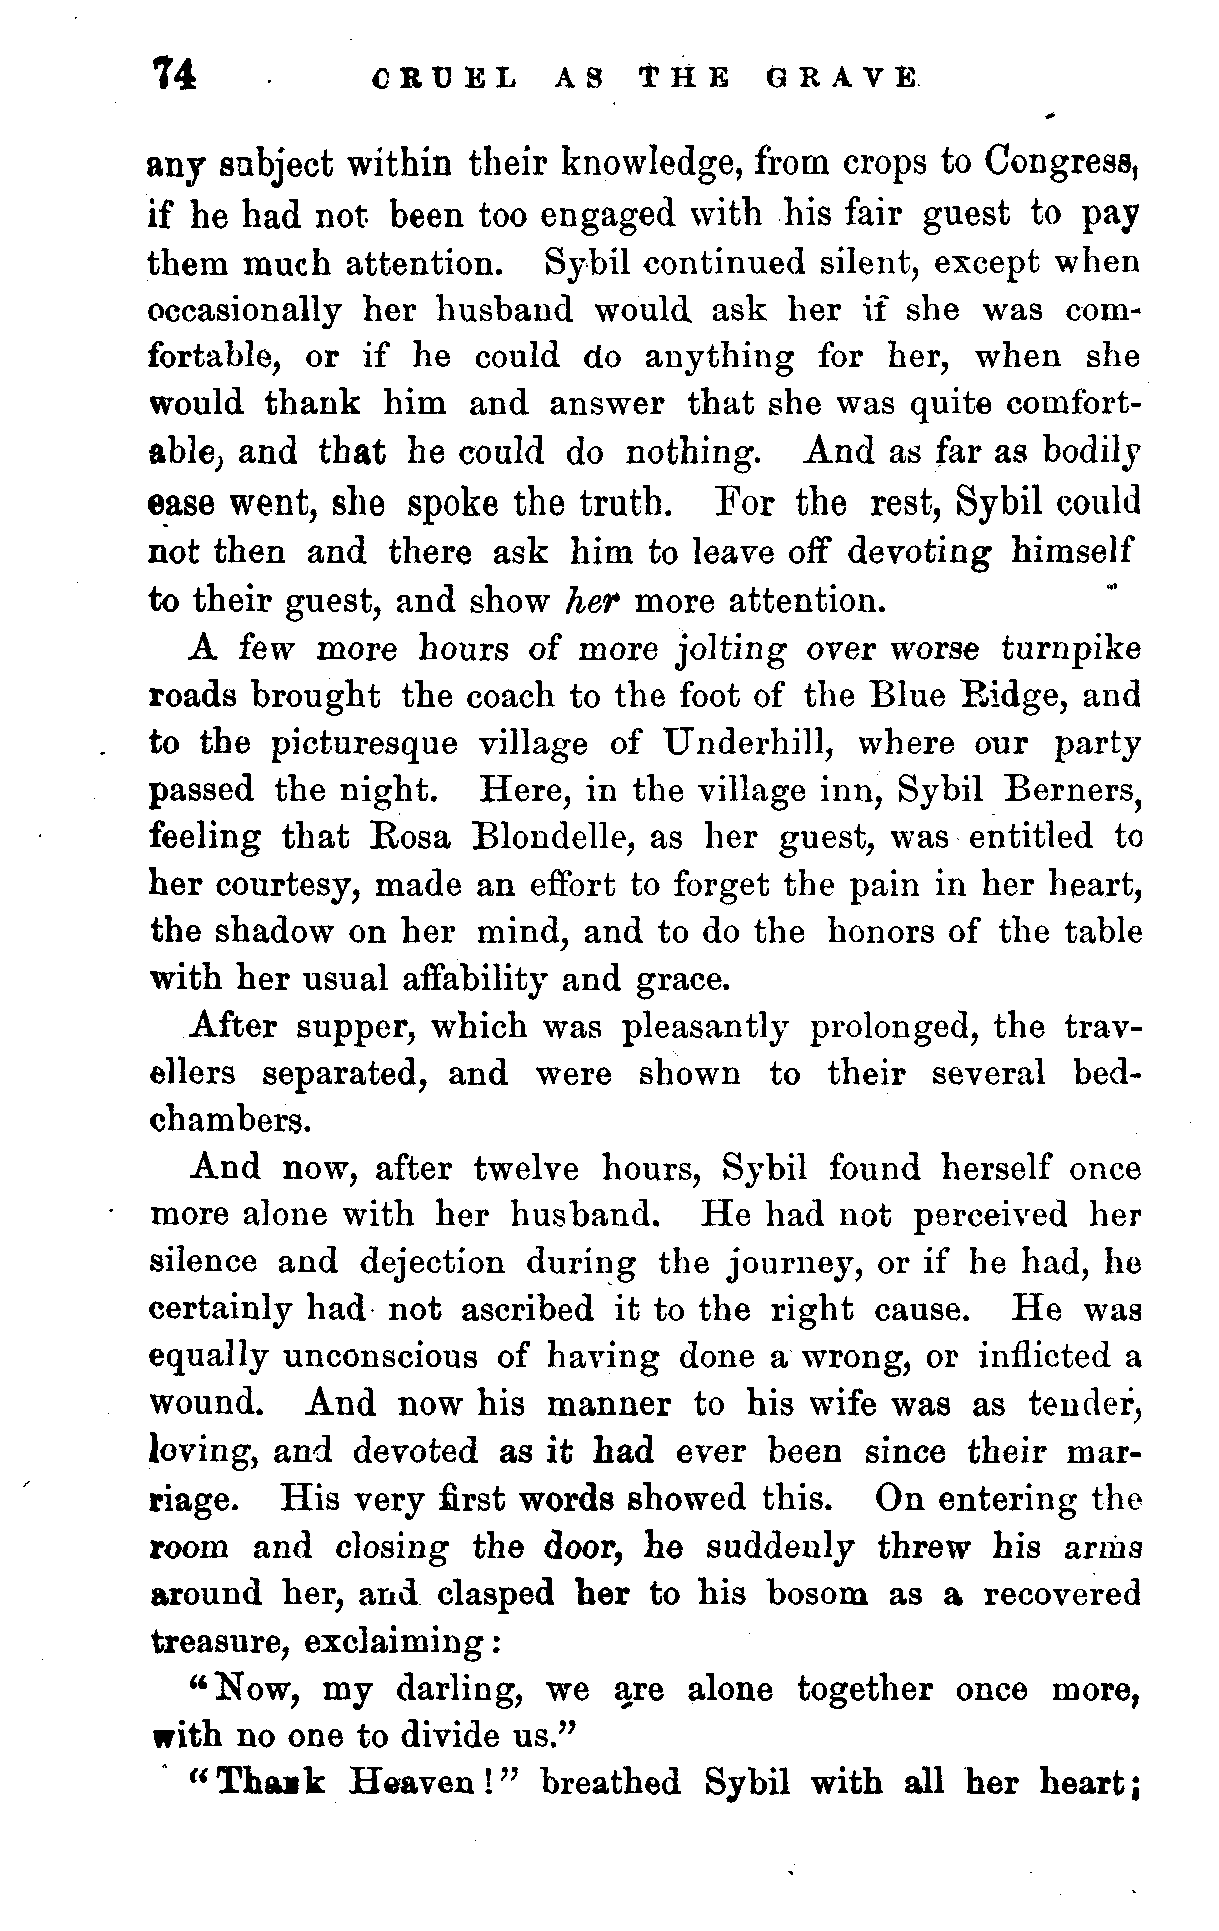 74 CRUEL AS THE GRAVE.
any subject within their knowledge, from crops to Congress,
if he had not been too engaged with his fair guest to pay
them much attention. Sybil continued silent, except when
occasionally her husband would ask her if she was com-
fortable, or if he could do anything for her, when she
would thank him and answer that she was quite comfort-
able, and that he could do nothing. And as far as bodily
ease went, she spoke the truth. For the rest, Sybil could
not then and there ask him to leave off devoting himself
to their guest, and show her more attention.
A few more hours of more jolting over worse turnpike
roads brought the coach to the foot of the Blue Ridge, and
to the picturesque village of Underhill, where our party
passed the night. Here, in the village inn, Sybil Berners,
feeling that Rosa Blondelle, as her guest, was entitled to
her courtesy, made an effort to forget the pain in her heart,
the shadow on her mind, and to do the honors of the table
with her usual affability and grace.
After supper, which was pleasantly prolonged, the trav-
ellers separated, and were shown to their several bed-
chambers.
And now, after twelve hours, Sybil found herself once
more alone with her husband. He had not perceived her
silence and dejection during the journey, or if he had, he
certainly had not ascribed it to the right cause. He was
equally unconscious of having done a wrong, or inflicted a
wound. And now his manner to his wife was as tender,
loving, and devoted as it had ever been since their mar-
riage. His very first words showed this. On entering the
room and closing the door, he suddenly threw his arms
around her, and clasped her to his bosom as a recovered
treasure, exclaiming:
"Now, my darling, we are alone together once more,
with no one to divide us."
"Thank Heaven!" breathed Sybil with all her heart;